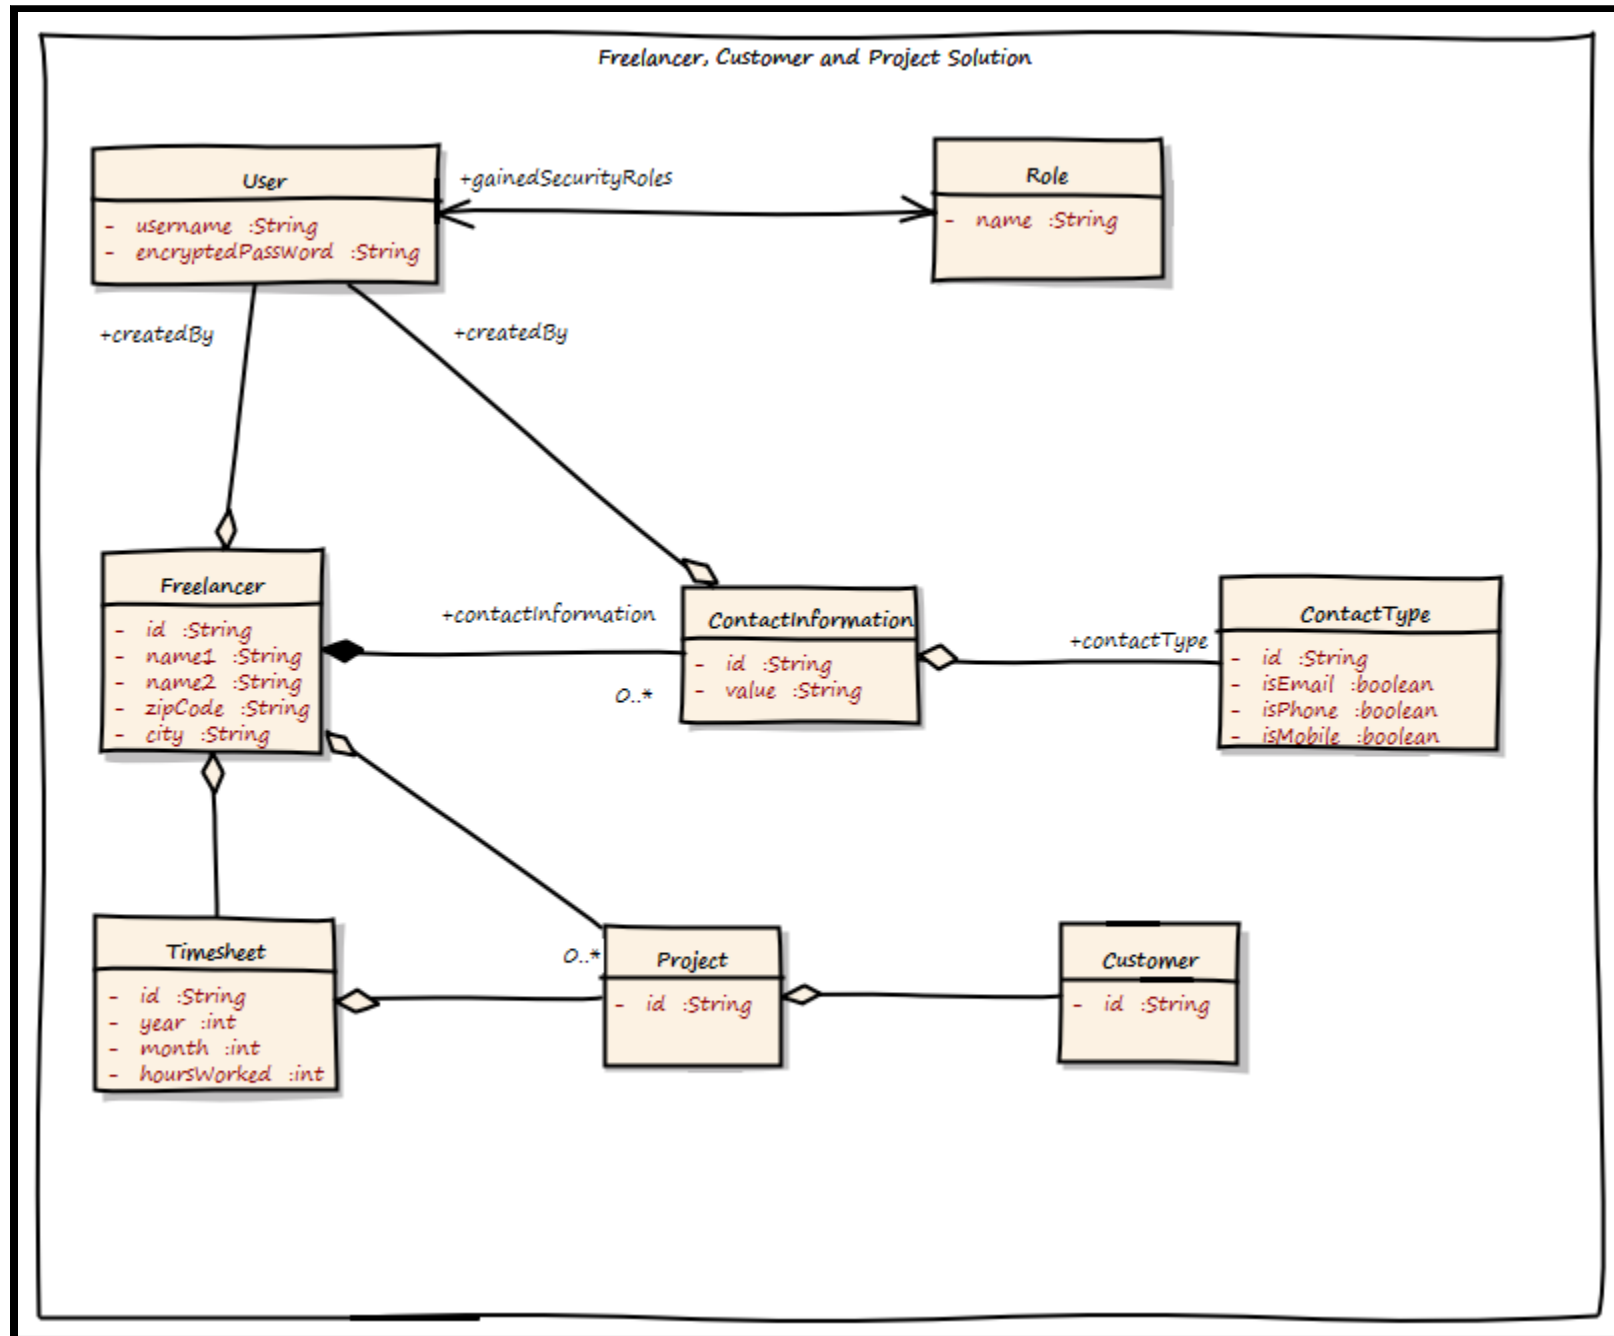 Freelancer, Customer and Project Solution
User
- username :String
- encryptedPassword :String
+gainedSecurityRoles
Role
- name :String
+createdBy
+createdBy
Freelancer
- id :String
- name1 :String
- name2 :String
- zipCode :String
- city :String
+contactInformation
0..*
ContactInformation
- id :String
- value :String
+contactType
ContactType
- id :String
- isEmail :boolean
- isPhone :boolean
- isMobile :boolean
Timesheet
- id :String
- year :int
- month :int
- hoursWorked :int
0..*
Project
- id :String
Customer
- id :String